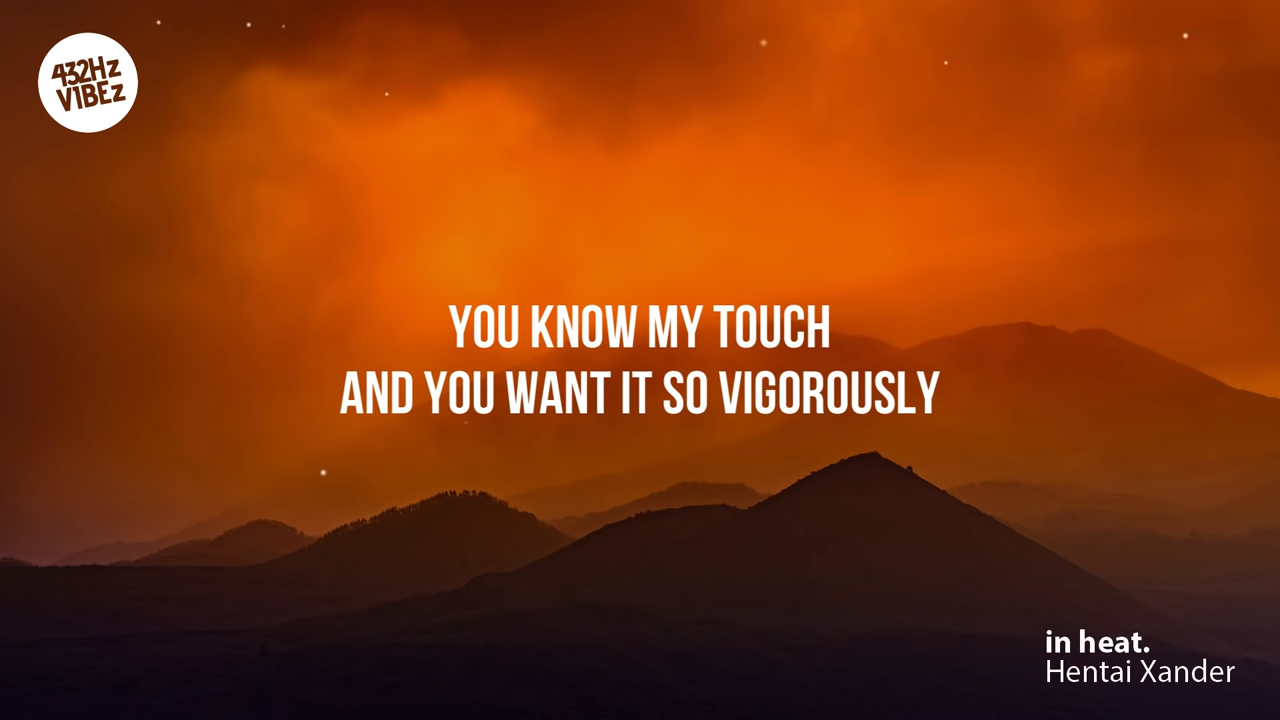 432Hz
VIBEz
YOU KNOW MY TOUCH
AND YOU WANT IT SO VIGOROUSLY
in heat.
Hentai Xander